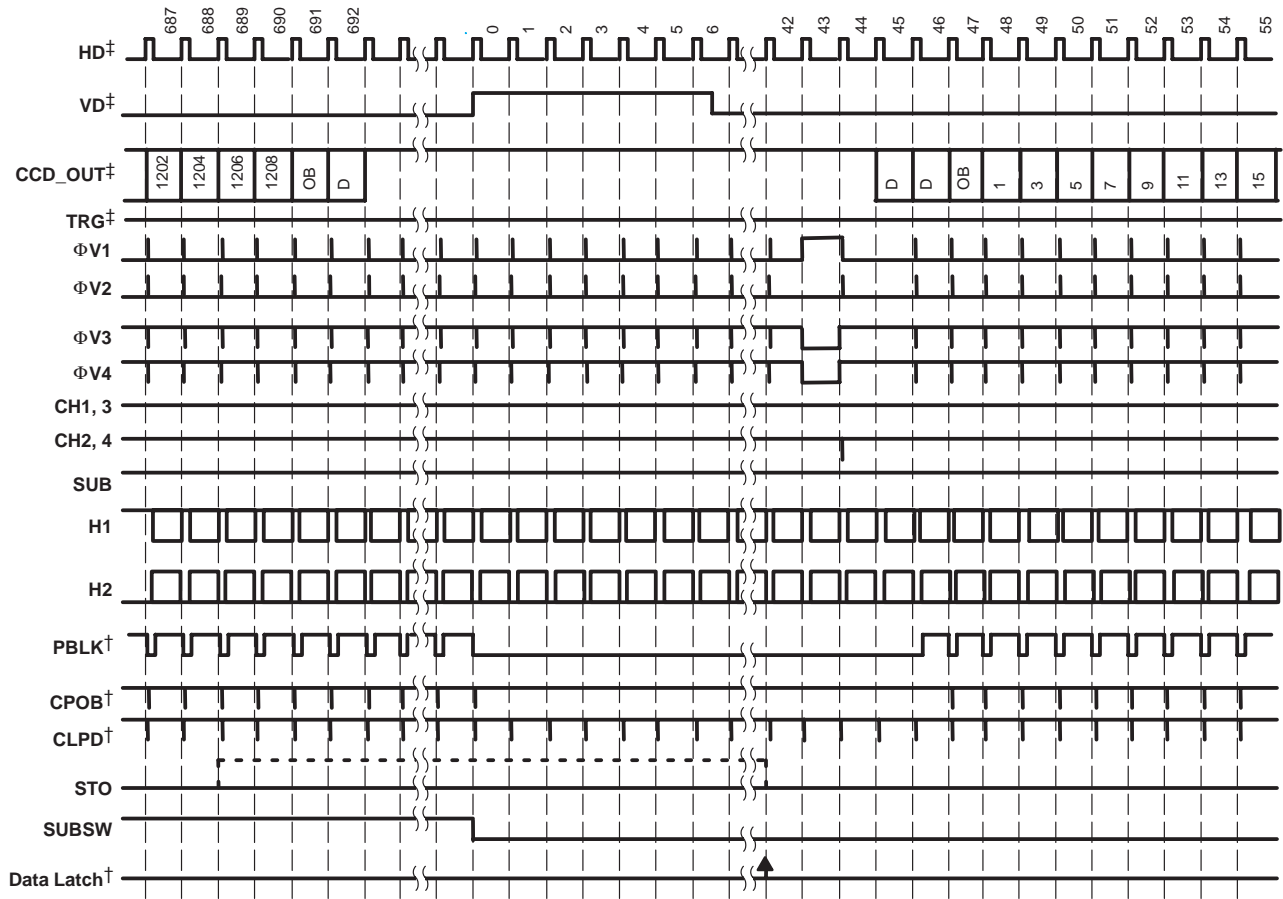 687 688 689 690 691 692 0 1 2 3 4 5 6 42 43 44 45 46 47 48 49 50 51 52 53 54 55
HD‡
VD‡
CCD_OUT‡ 1202 1204 1206 1208 OB D D D OB 1 3 5 7 9 11 13 15
TRG‡
ΦV1
ΦV2
ΦV3
ΦV4
CH1, 3
CH2, 4
SUB
H1
H2
PBLK†
CPOB†
CLPD†
STO
SUBSW
Data Latch†